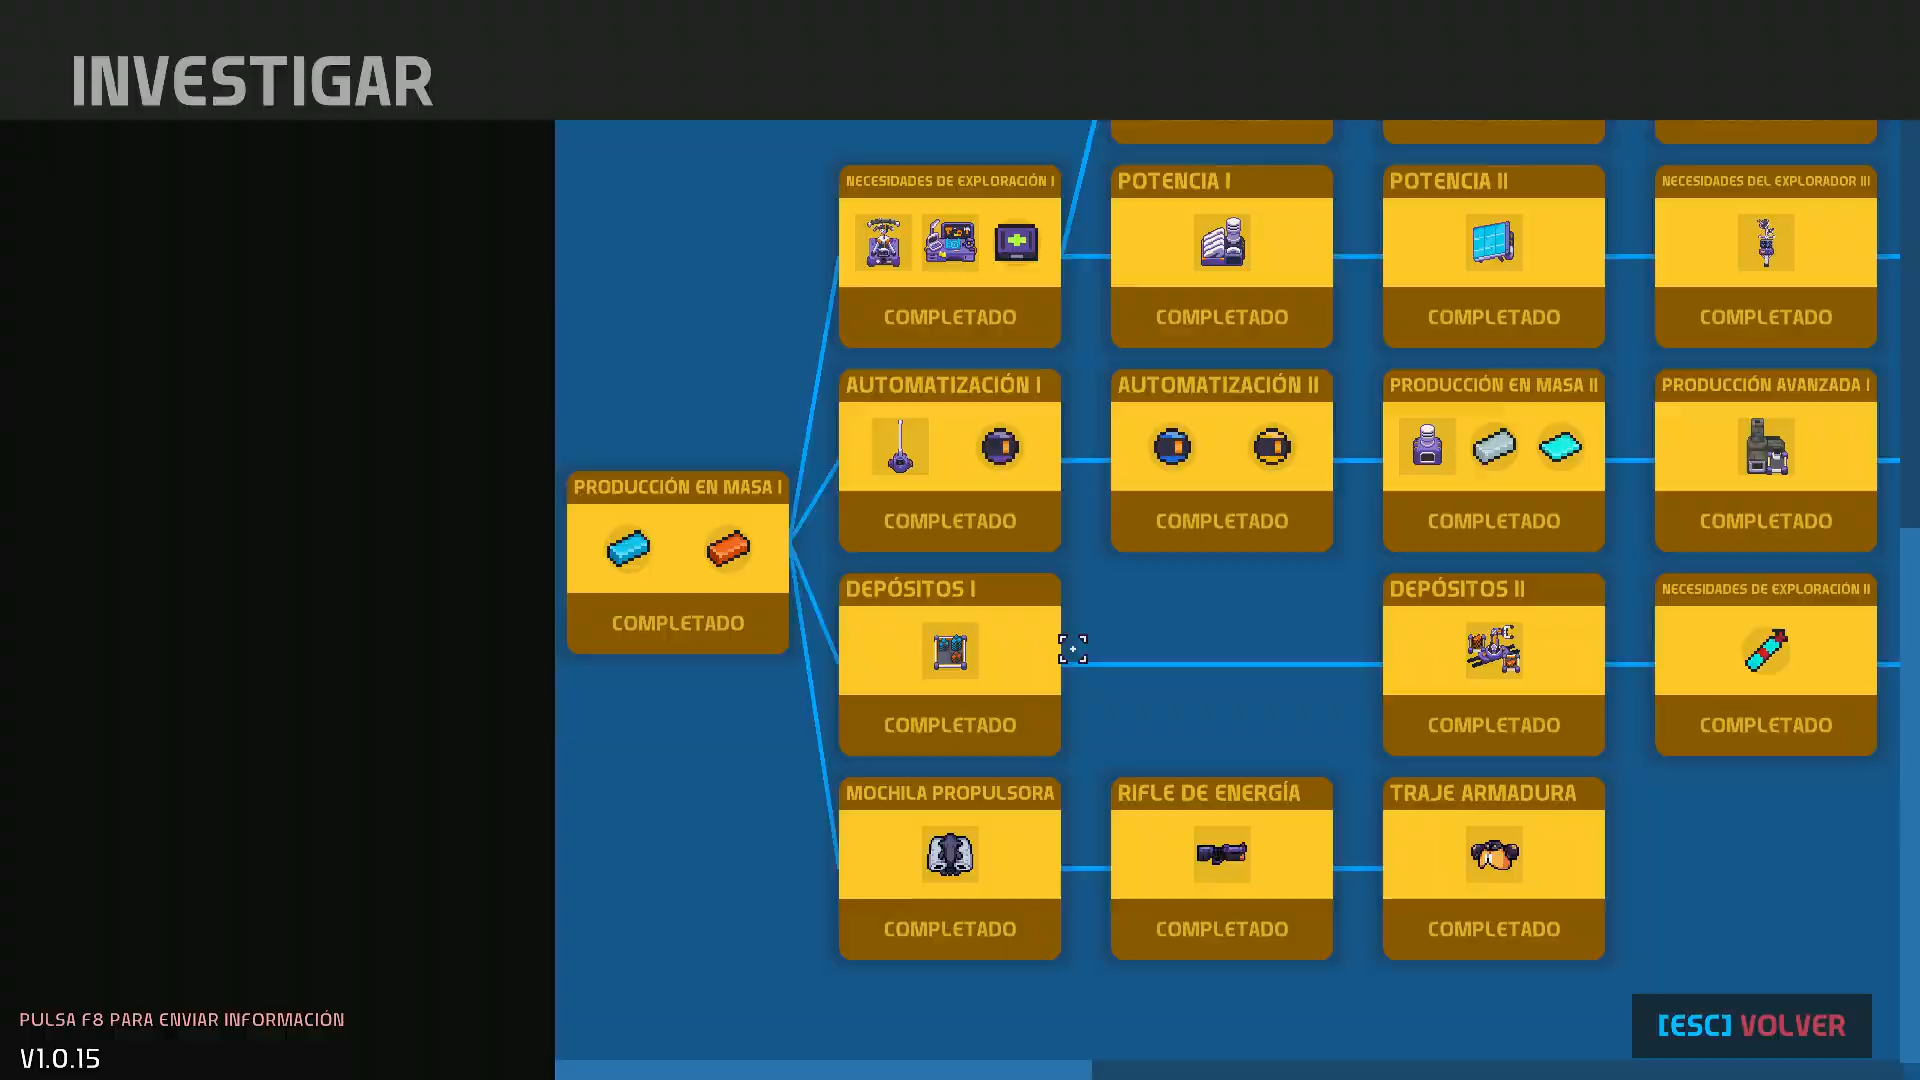 INVESTIGAR
NECESIDADES DE EXPLORACIÓN I
POTENCIA I
POTENCIA II
NECESIDADES DEL EXPLORADOR III
COMPLETADO
COMPLETADO
COMPLETADO
COMPLETADO
AUTOMATIZACIÓN I
AUTOMATIZACIÓN II
PRODUCCIÓN EN MASA II
PRODUCCIÓN AVANZADA I
COMPLETADO
COMPLETADO
COMPLETADO
COMPLETADO
PRODUCCIÓN EN MASA I
COMPLETADO
DEPÓSITOS I
DEPÓSITOS II
NECESIDADES DE EXPLORACIÓN II
COMPLETADO
COMPLETADO
COMPLETADO
MOCHILA PROPULSORA
RIFLE DE ENERGÍA
TRAJE ARMADURA
COMPLETADO
COMPLETADO
COMPLETADO
PULSA F8 PARA ENVIAR INFORMACIÓN
V1.0.15
[ESC] VOLVER